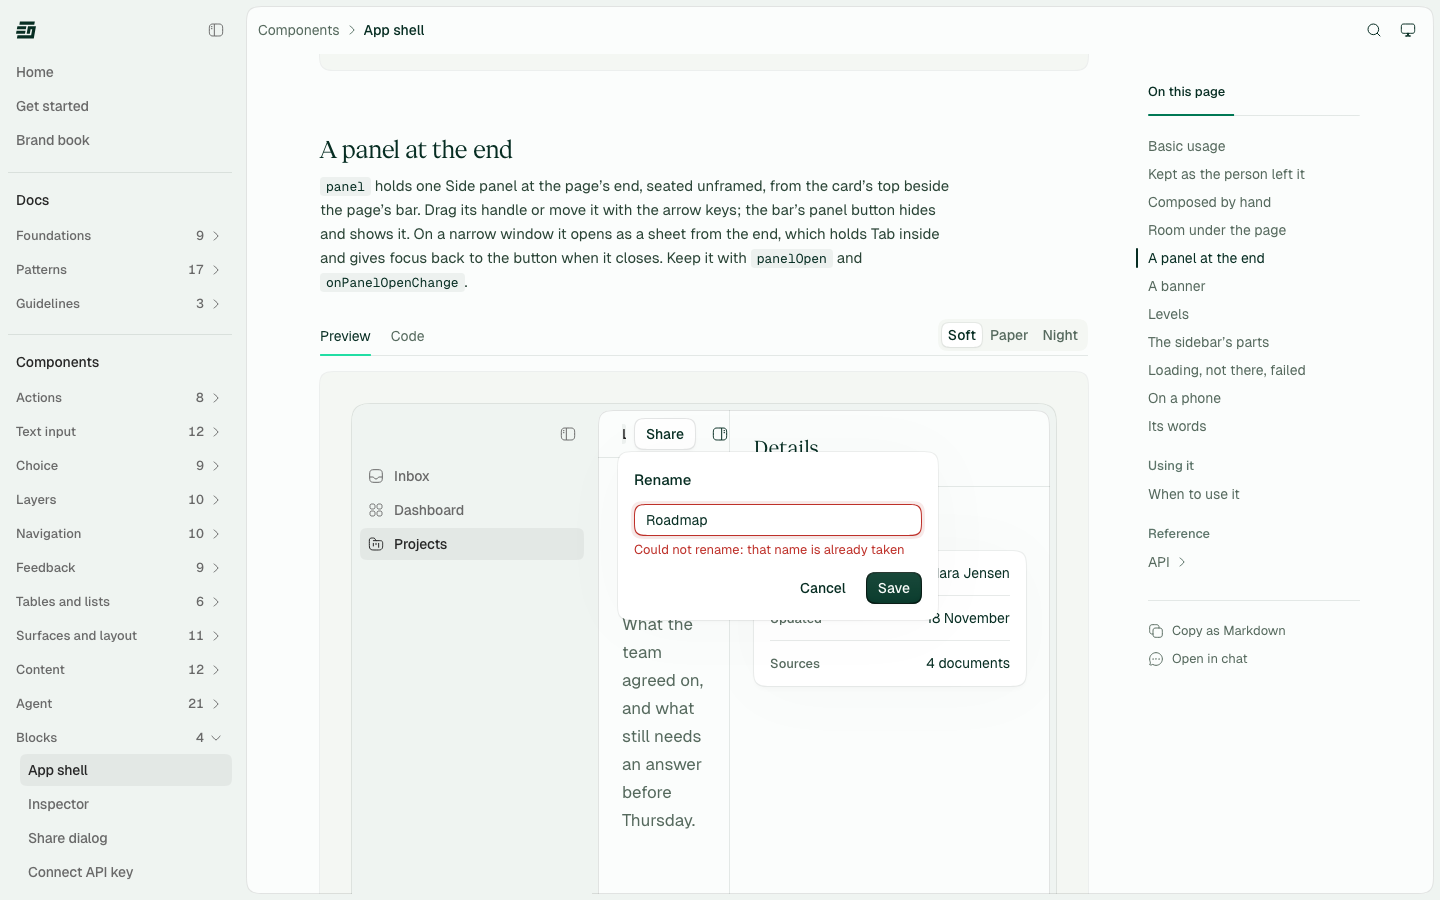 Components
App shell
Home
Get started
Brand book
Docs
Foundations 9
Patterns 17
Guidelines 3
Components
Actions 8
Text input 12
Choice 9
Layers 10
Navigation 10
Feedback 9
Tables and lists 6
Surfaces and layout 11
Content 12
Agent 21
Blocks 4
App shell
Inspector
Share dialog
Connect API key
A panel at the end
panel holds one Side panel at the page’s end, seated unframed, from the card’s top beside
the page’s bar. Drag its handle or move it with the arrow keys; the bar’s panel button hides
and shows it. On a narrow window it opens as a sheet from the end, which holds Tab inside
and gives focus back to the button when it closes. Keep it with panelOpen and
onPanelOpenChange.
Preview Code
Soft Paper Night
Inbox
Dashboard
Projects
Share
Details
Rename
Roadmap
Could not rename: that name is already taken
Cancel Save
Jensen
Updated 18 November
Sources 4 documents
What the
team
agreed on,
and what
still needs
an answer
before
Thursday.
On this page
Basic usage
Kept as the person left it
Composed by hand
Room under the page
A panel at the end
A banner
Levels
The sidebar’s parts
Loading, not there, failed
On a phone
Its words
Using it
When to use it
Reference
API
Copy as Markdown
Open in chat